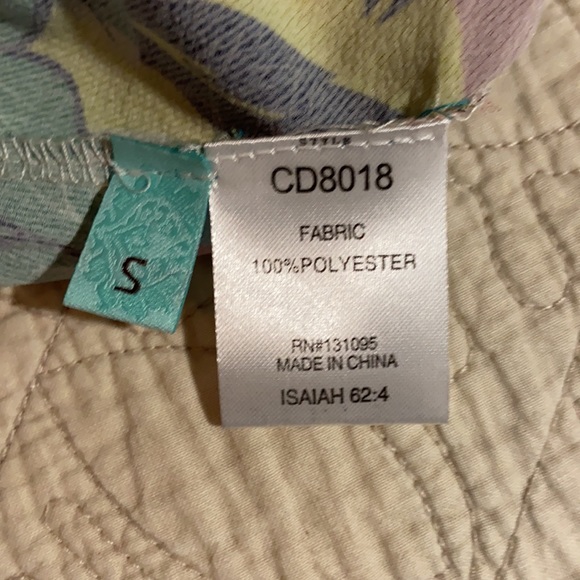 STYLE
CD8018
FABRIC
100%POLYESTER
RN#131095
MADE IN CHINA
ISAIAH 62:4
S